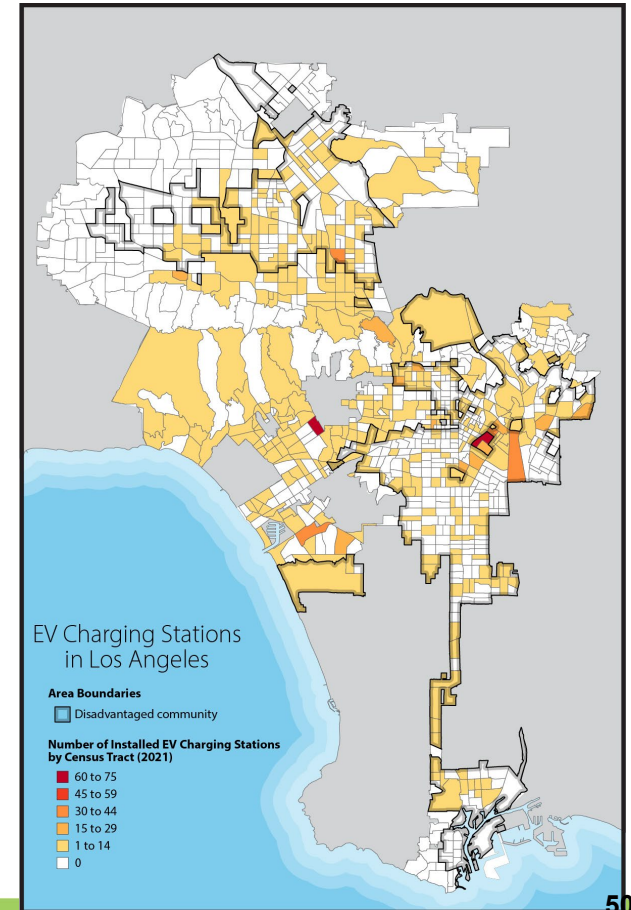 EV Charging Stations
in Los Angeles
Area Boundaries
Disadvantaged community
Number of Installed EV Charging Stations
by Census Tract (2021)
60 to 75
45 to 59
30 to 44
15 to 29
1 to 14
0
50